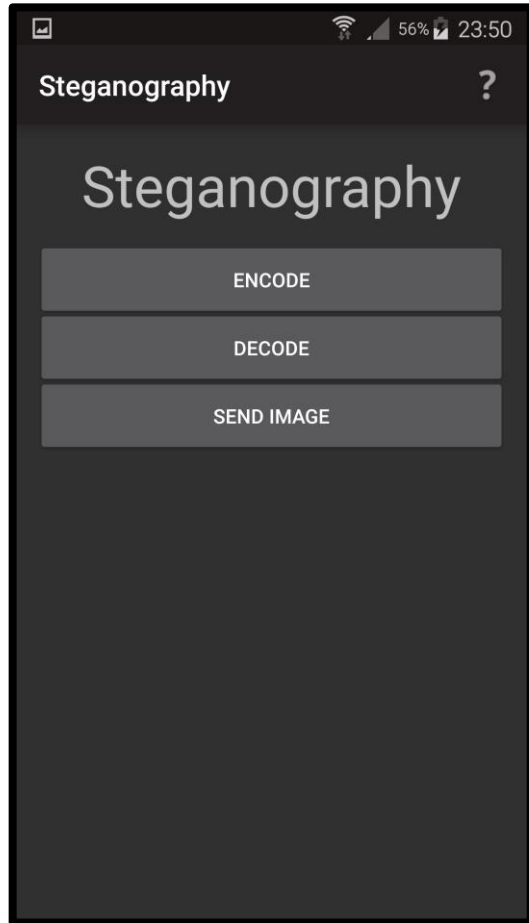 56% 23:50
Steganography ?
Steganography
ENCODE
DECODE
SEND IMAGE